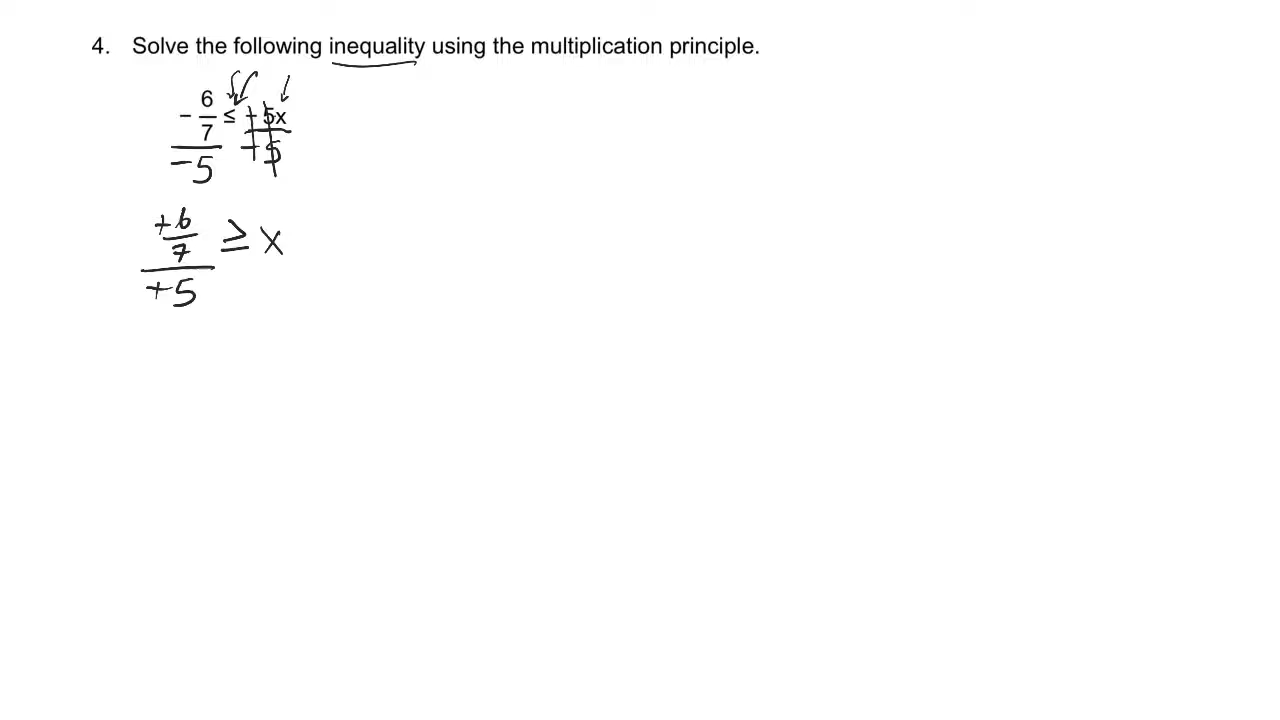 4. Solve the following inequality using the multiplication principle.
6
- ≤ - 5x
7
-5 -5
+6
7 ≥ x
+5